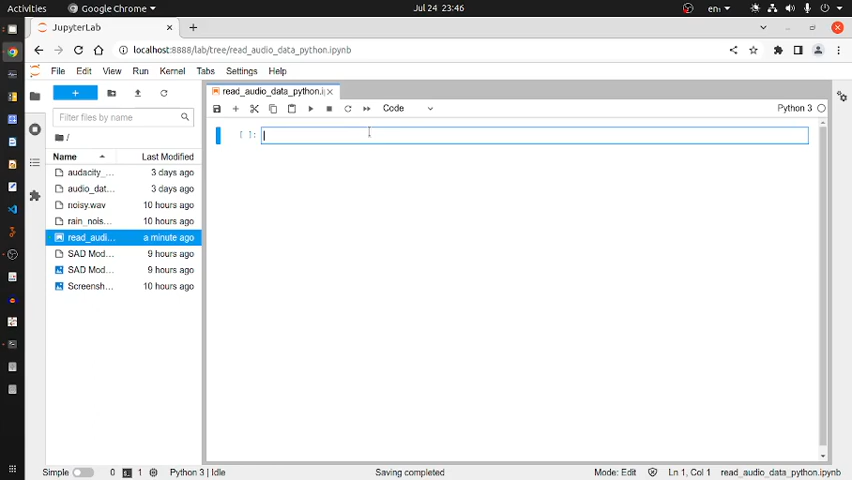 Activities
Google Chrome
Jul 24 23:46
en
JupyterLab
localhost:8888/lab/tree/read_audio_data_python.ipynb
File Edit View Run Kernel Tabs Settings Help
read_audio_data_python.i
Filter files by name
Code
Python 3
/
[ ]:
Name
Last Modified
audacity_... 3 days ago
audio_dat... 3 days ago
noisy.wav 10 hours ago
rain_nois... 10 hours ago
read_audi... a minute ago
SAD Mod... 9 hours ago
SAD Mod... 9 hours ago
Screensh... 10 hours ago
Simple 0 1 Python 3 | Idle Saving completed Mode: Edit Ln 1, Col 1 read_audio_data_python.ipynb